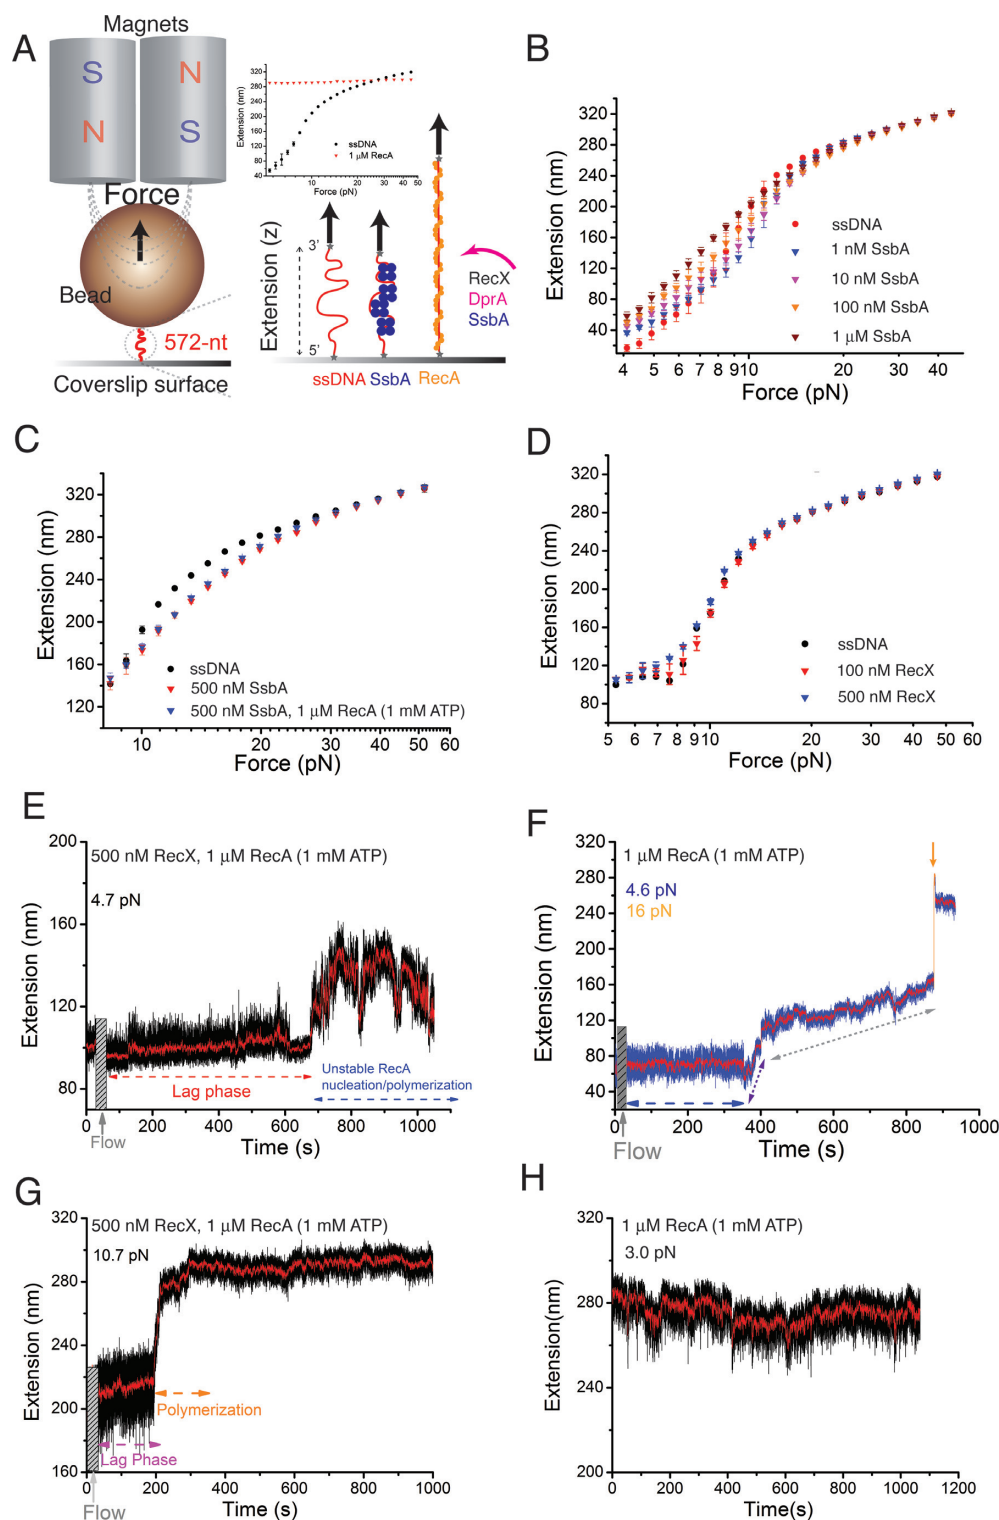 A
Magnets
S
N
N
S
Force
Bead
572-nt
Coverslip surface
Extension (nm)
360
320
280
240
200
160
120
80
40
ssDNA
1 μM RecA
10
20
30
40
50
Force (pN)
Extension (z)
3'
5'
RecX
DprA
SsbA
ssDNA
SsbA
RecA
B
Extension (nm)
320
280
240
200
160
120
80
40
ssDNA
1 nM SsbA
10 nM SsbA
100 nM SsbA
1 μM SsbA
4 5 6 7 8 910 20 30 40
Force (pN)
C
Extension (nm)
320
280
240
200
160
120
ssDNA
500 nM SsbA
500 nM SsbA, 1 μM RecA (1 mM ATP)
10 20 30 40 50 60
Force (pN)
D
Extension (nm)
320
280
240
200
160
120
80
ssDNA
100 nM RecX
500 nM RecX
5 6 7 8 910 20 30 40 50 60
Force (pN)
E
Extension (nm)
200
160
120
80
500 nM RecX, 1 μM RecA (1 mM ATP)
4.7 pN
Lag phase
Unstable RecA
nucleation/polymerization
0 200 400 600 800 1000
Flow
Time (s)
F
Extension (nm)
320
280
240
200
160
120
80
40
1 μM RecA (1 mM ATP)
4.6 pN
16 pN
0 200 400 600 800 1000
Flow
Time (s)
G
Extension (nm)
320
280
240
200
160
500 nM RecX, 1 μM RecA (1 mM ATP)
10.7 pN
Polymerization
Lag Phase
0 200 400 600 800 1000
Flow
Time (s)
H
Extension(nm)
320
280
240
200
1 μM RecA (1 mM ATP)
3.0 pN
0 200 400 600 800 1000 1200
Time(s)